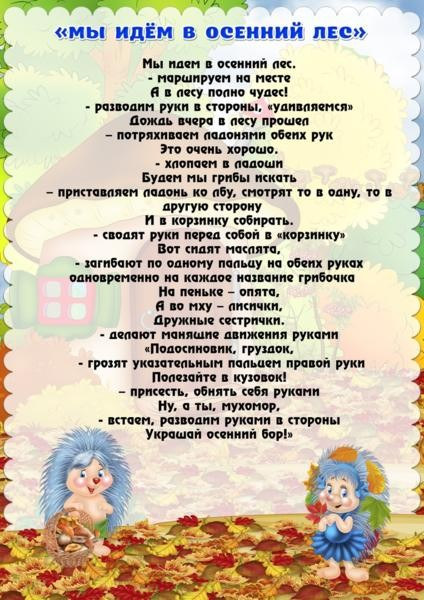 «МЫ ИДЁМ В ОСЕННИЙ ЛЕС»
Мы идем в осенний лес.
- маршируем на месте
А в лесу полно чудес!
- разводим руки в стороны, «удивляемся»
Дождь вчера в лесу прошел
– потряхиваем ладонями обеих рук
Это очень хорошо.
- хлопаем в ладоши
Будем мы грибы искать
– приставляем ладонь ко лбу, смотрят то в одну, то в
другую сторону
И в корзинку собирать.
- сводят руки перед собой в «корзинку»
Вот сидят маслята,
- загибают по одному пальцу на обеих руках
одновременно на каждое название грибочка
На пеньке – опята,
А во мху – лисички,
Дружные сестрички.
- делают манящие движения руками
«Подосиновик, груздок,
- грозят указательным пальцем правой руки
Полезайте в кузовок!
– присесть, обнять себя руками
Ну, а ты, мухомор,
- встаем, разводим руками в стороны
Украшай осенний бор!»